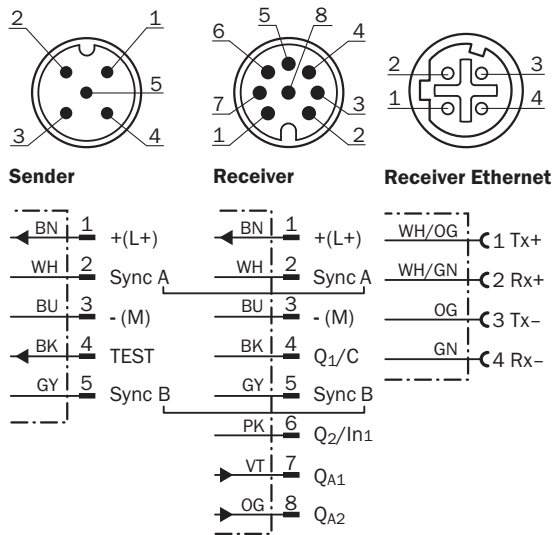 2 1 5 3 4
5 8 6 4 7 3 1 2
2 3 1 4
Sender
BN 1 +(L+)
WH 2 Sync A
BU 3 - (M)
BK 4 TEST
GY 5 Sync B
Receiver
BN 1 +(L+)
WH 2 Sync A
BU 3 - (M)
BK 4 Q1/C
GY 5 Sync B
PK 6 Q2/In1
VT 7 QA1
OG 8 QA2
Receiver Ethernet
WH/OG 1 Tx+
WH/GN 2 Rx+
OG 3 Tx–
GN 4 Rx–